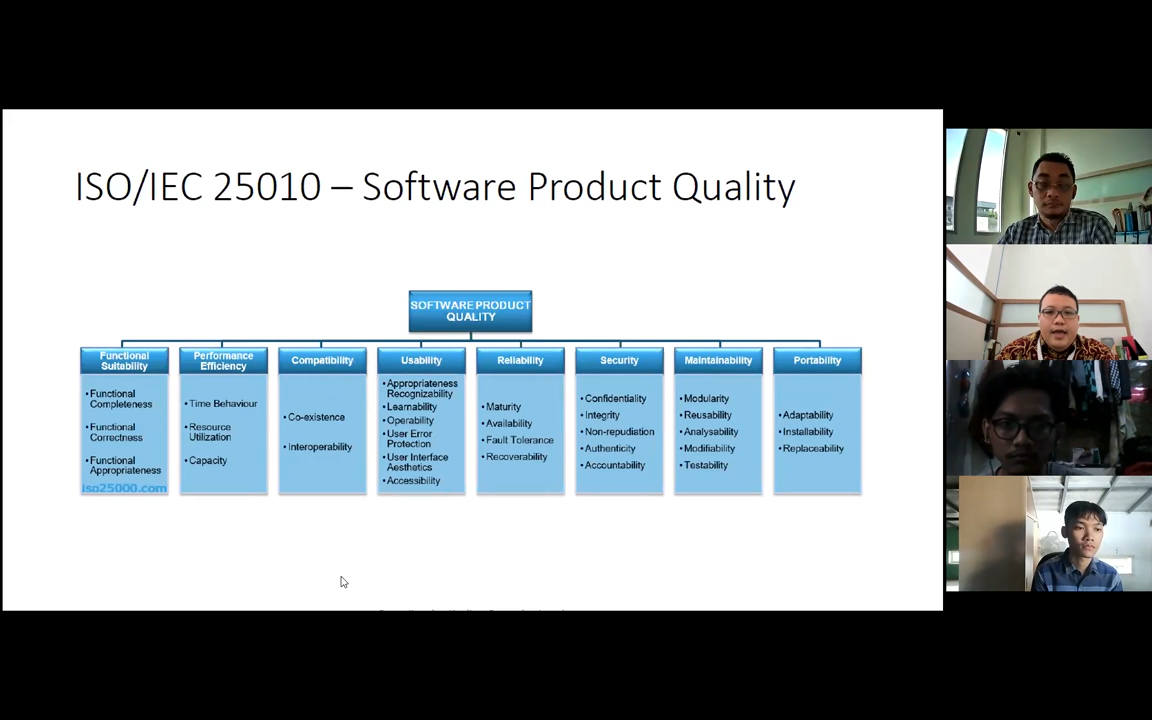 ISO/IEC 25010 – Software Product Quality
SOFTWARE PRODUCT
QUALITY
Functional
Suitability
• Functional
Completeness
• Functional
Correctness
• Functional
Appropriateness
iso25000.com
Performance
Efficiency
• Time Behaviour
• Resource
Utilization
• Capacity
Compatibility
• Co-existence
• Interoperability
Usability
• Appropriateness
Recognizability
• Learnability
• Operability
• User Error
Protection
• User Interface
Aesthetics
• Accessibility
Reliability
• Maturity
• Availability
• Fault Tolerance
• Recoverability
Security
• Confidentiality
• Integrity
• Non-repudiation
• Authenticity
• Accountability
Maintainability
• Modularity
• Reusability
• Analysability
• Modifiability
• Testability
Portability
• Adaptability
• Installability
• Replaceability